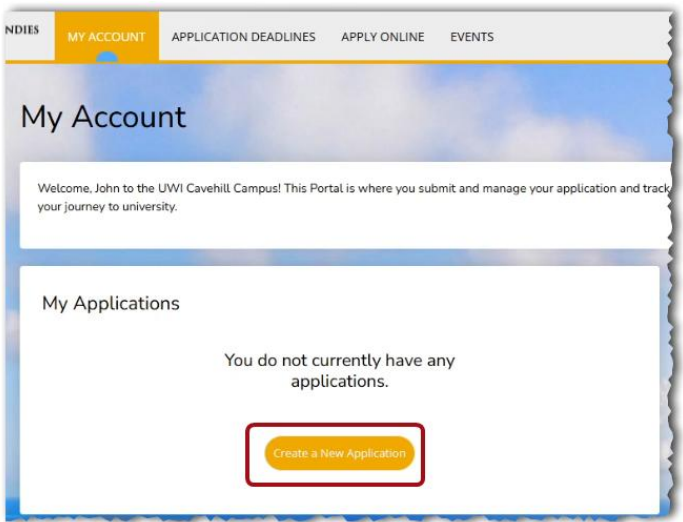 NDIES
MY ACCOUNT APPLICATION DEADLINES APPLY ONLINE EVENTS
My Account
Welcome, John to the UWI Cavehill Campus! This Portal is where you submit and manage your application and track
your journey to university.
My Applications
You do not currently have any
applications.
Create a New Application